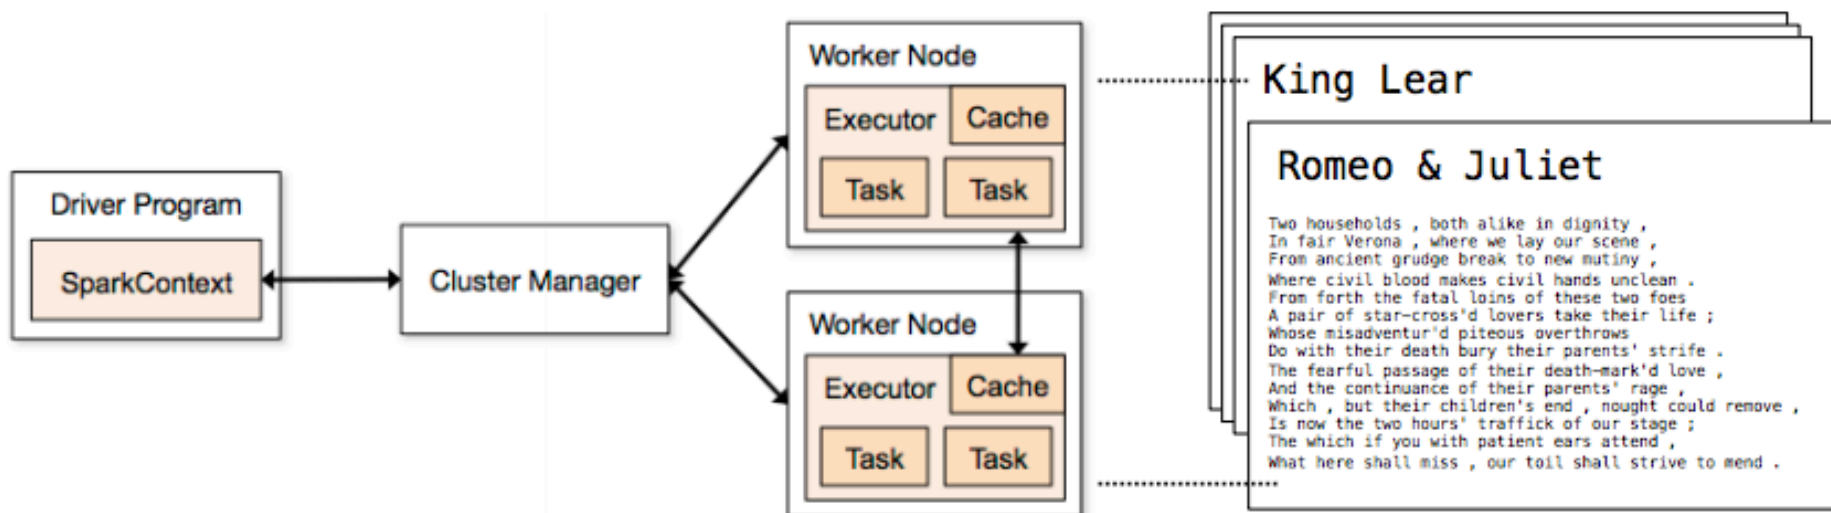 Driver Program
SparkContext
Cluster Manager
Worker Node
Executor
Cache
Task
Task
Worker Node
Executor
Cache
Task
Task
King Lear
Romeo & Juliet
Two households , both alike in dignity ,
In fair Verona , where we lay our scene ,
From ancient grudge break to new mutiny ,
Where civil blood makes civil hands unclean .
From forth the fatal loins of these two foes
A pair of star-cross'd lovers take their life ;
Whose misadventur'd piteous overthrows
Do with their death bury their parents' strife .
The fearful passage of their death-mark'd love ,
And the continuance of their parents' rage ,
Which , but their children's end , nought could remove ,
Is now the two hours' traffick of our stage ;
The which if you with patient ears attend ,
What here shall miss , our toil shall strive to mend .